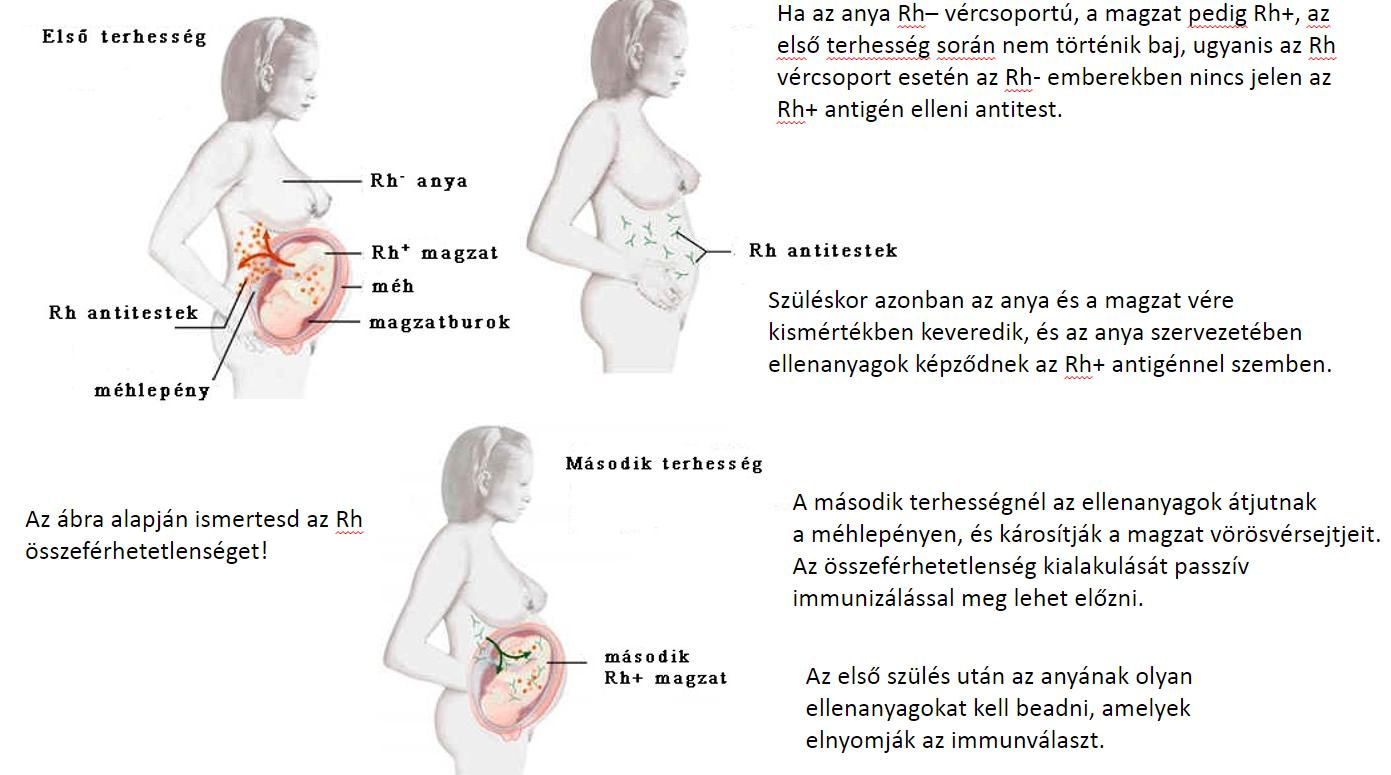 Első terhesség
Rh⁻ anya
Rh⁺ magzat
méh
magzatburok
Rh antitestek
méhlepény
Ha az anya Rh– vércsoportú, a magzat pedig Rh+, az
első terhesség során nem történik baj, ugyanis az Rh
vércsoport esetén az Rh- emberekben nincs jelen az
Rh+ antigén elleni antitest.
Rh antitestek
Szüléskor azonban az anya és a magzat vére
kismértékben keveredik, és az anya szervezetében
ellenanyagok képződnek az Rh+ antigénnel szemben.
Az ábra alapján ismertesd az Rh
összeférhetetlenséget!
Második terhesség
második
Rh+ magzat
A második terhességnél az ellenanyagok átjutnak
a méhlepényen, és károsítják a magzat vörösvérsejtjeit.
Az összeférhetetlenség kialakulását passzív
immunizálással meg lehet előzni.
Az első szülés után az anyának olyan
ellenanyagokat kell beadni, amelyek
elnyomják az immunválaszt.